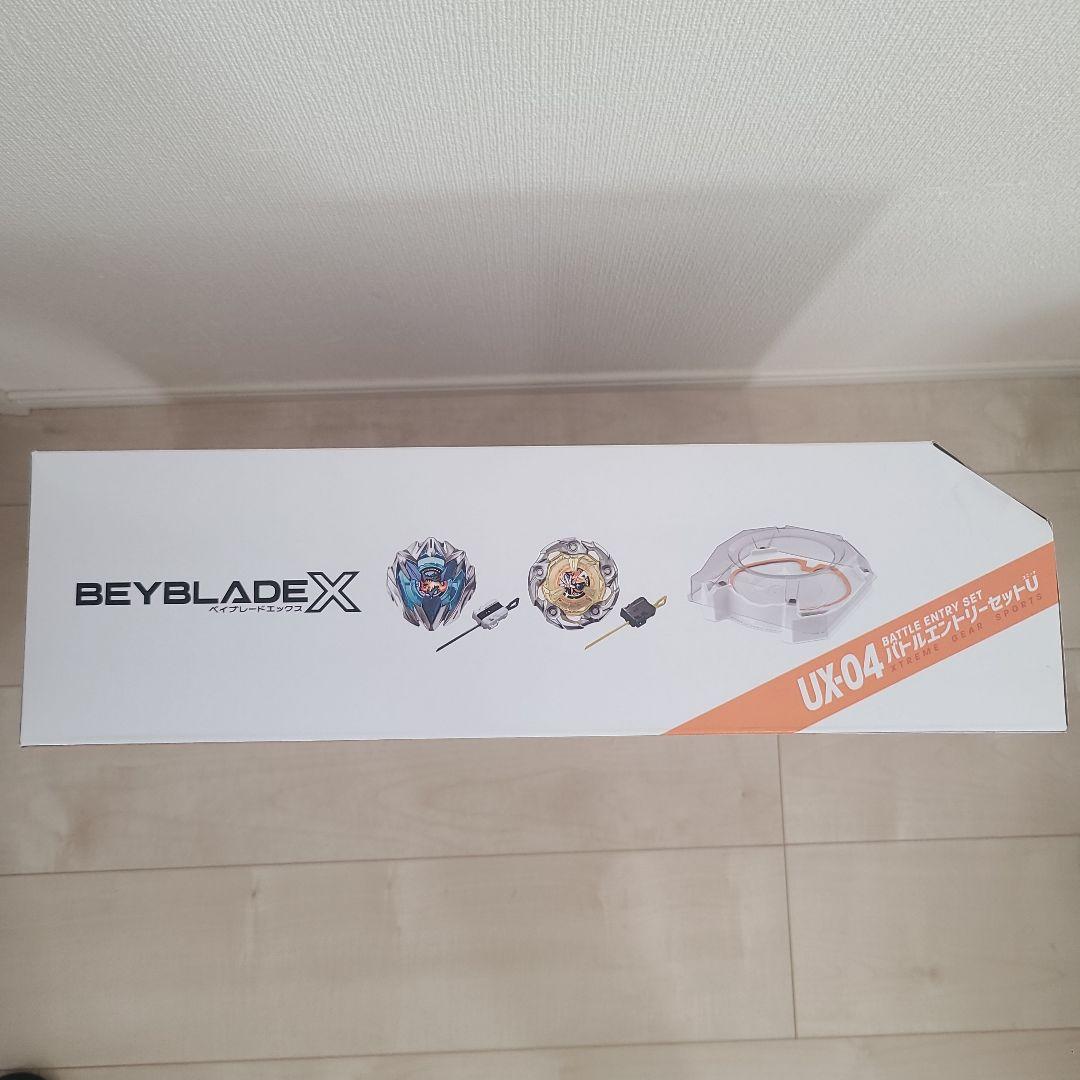 BEYBLADE X
ベイブレードエックス
UX-04
BATTLE ENTRY SET
バトルエントリーセットU
XTREME GEAR SPORTS